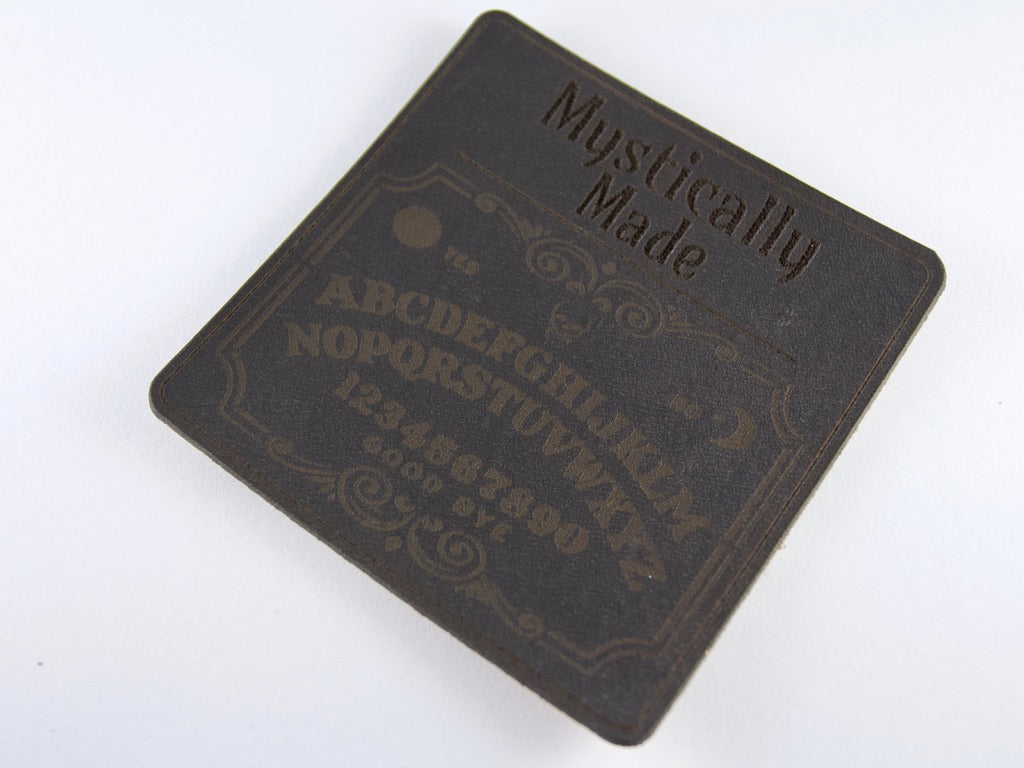 Mystically
Made
YES
NO
ABCDEFGHIJKLM
NOPQRSTUVWXYZ
1234567890
GOOD BYE